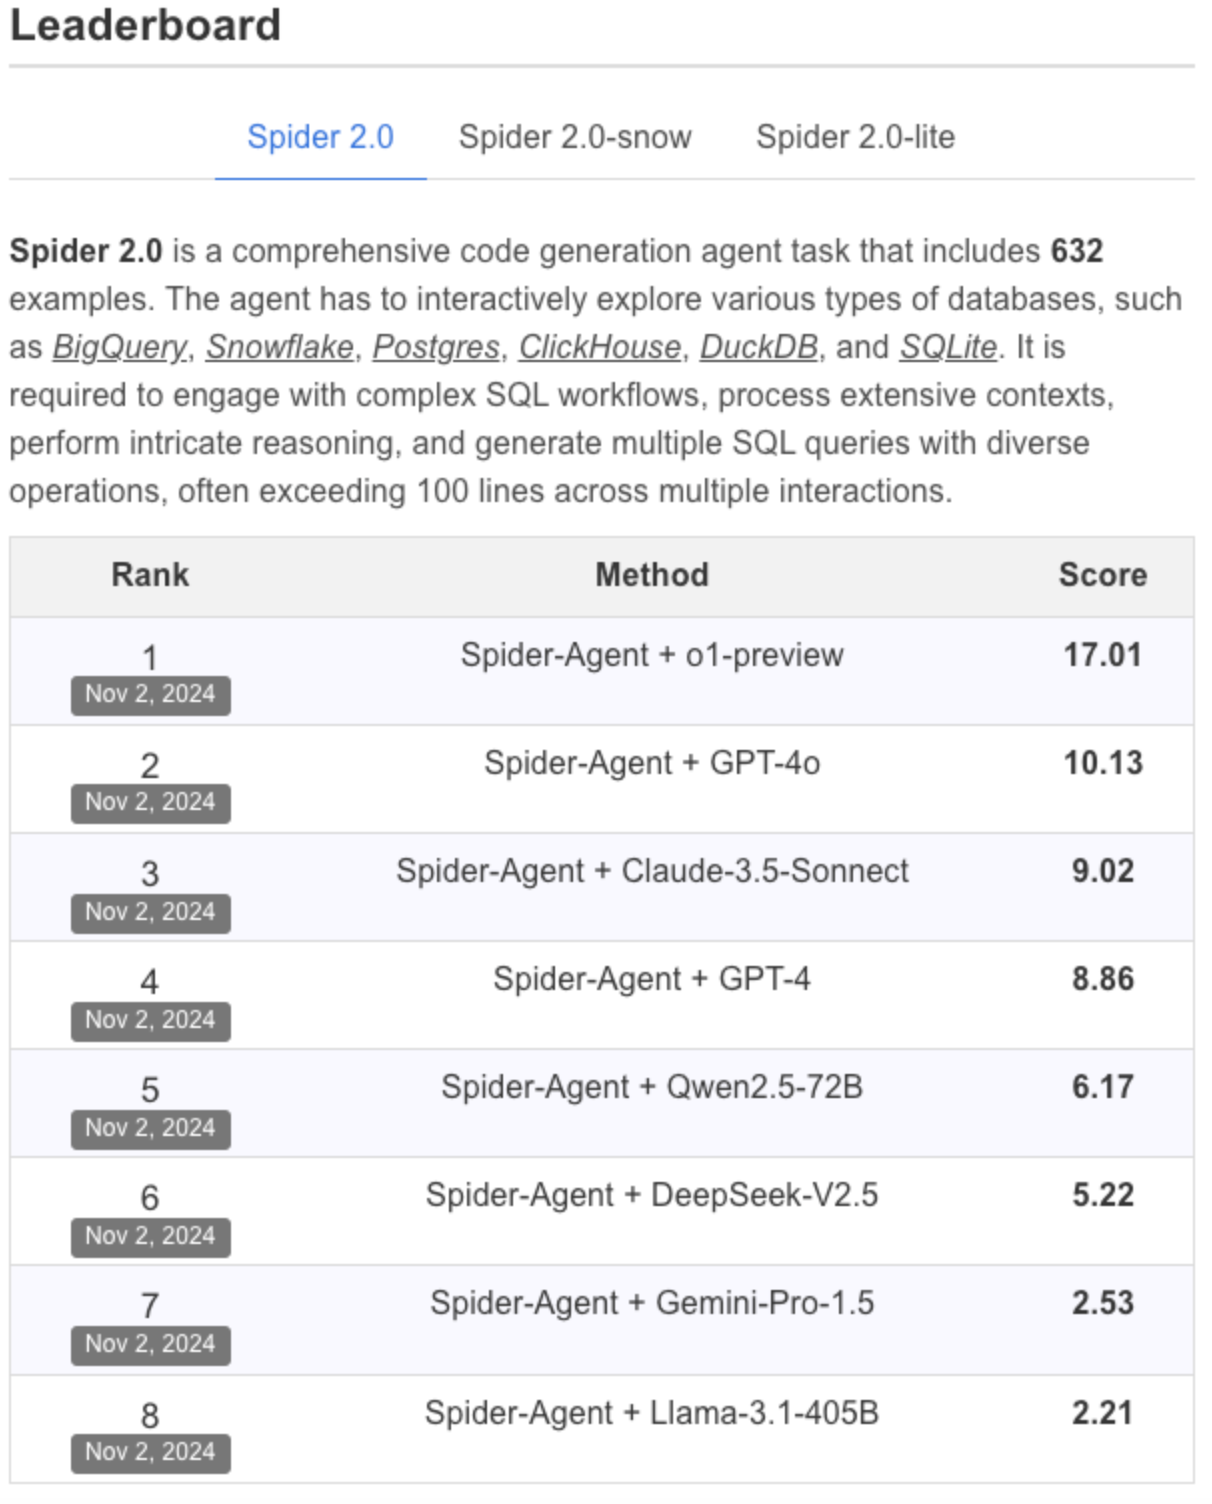 Leaderboard
Spider 2.0 Spider 2.0-snow Spider 2.0-lite
Spider 2.0 is a comprehensive code generation agent task that includes 632
examples. The agent has to interactively explore various types of databases, such
as BigQuery, Snowflake, Postgres, ClickHouse, DuckDB, and SQLite. It is
required to engage with complex SQL workflows, process extensive contexts,
perform intricate reasoning, and generate multiple SQL queries with diverse
operations, often exceeding 100 lines across multiple interactions.
Rank Method Score
1 Spider-Agent + o1-preview 17.01
Nov 2, 2024
2 Spider-Agent + GPT-4o 10.13
Nov 2, 2024
3 Spider-Agent + Claude-3.5-Sonnect 9.02
Nov 2, 2024
4 Spider-Agent + GPT-4 8.86
Nov 2, 2024
5 Spider-Agent + Qwen2.5-72B 6.17
Nov 2, 2024
6 Spider-Agent + DeepSeek-V2.5 5.22
Nov 2, 2024
7 Spider-Agent + Gemini-Pro-1.5 2.53
Nov 2, 2024
8 Spider-Agent + Llama-3.1-405B 2.21
Nov 2, 2024